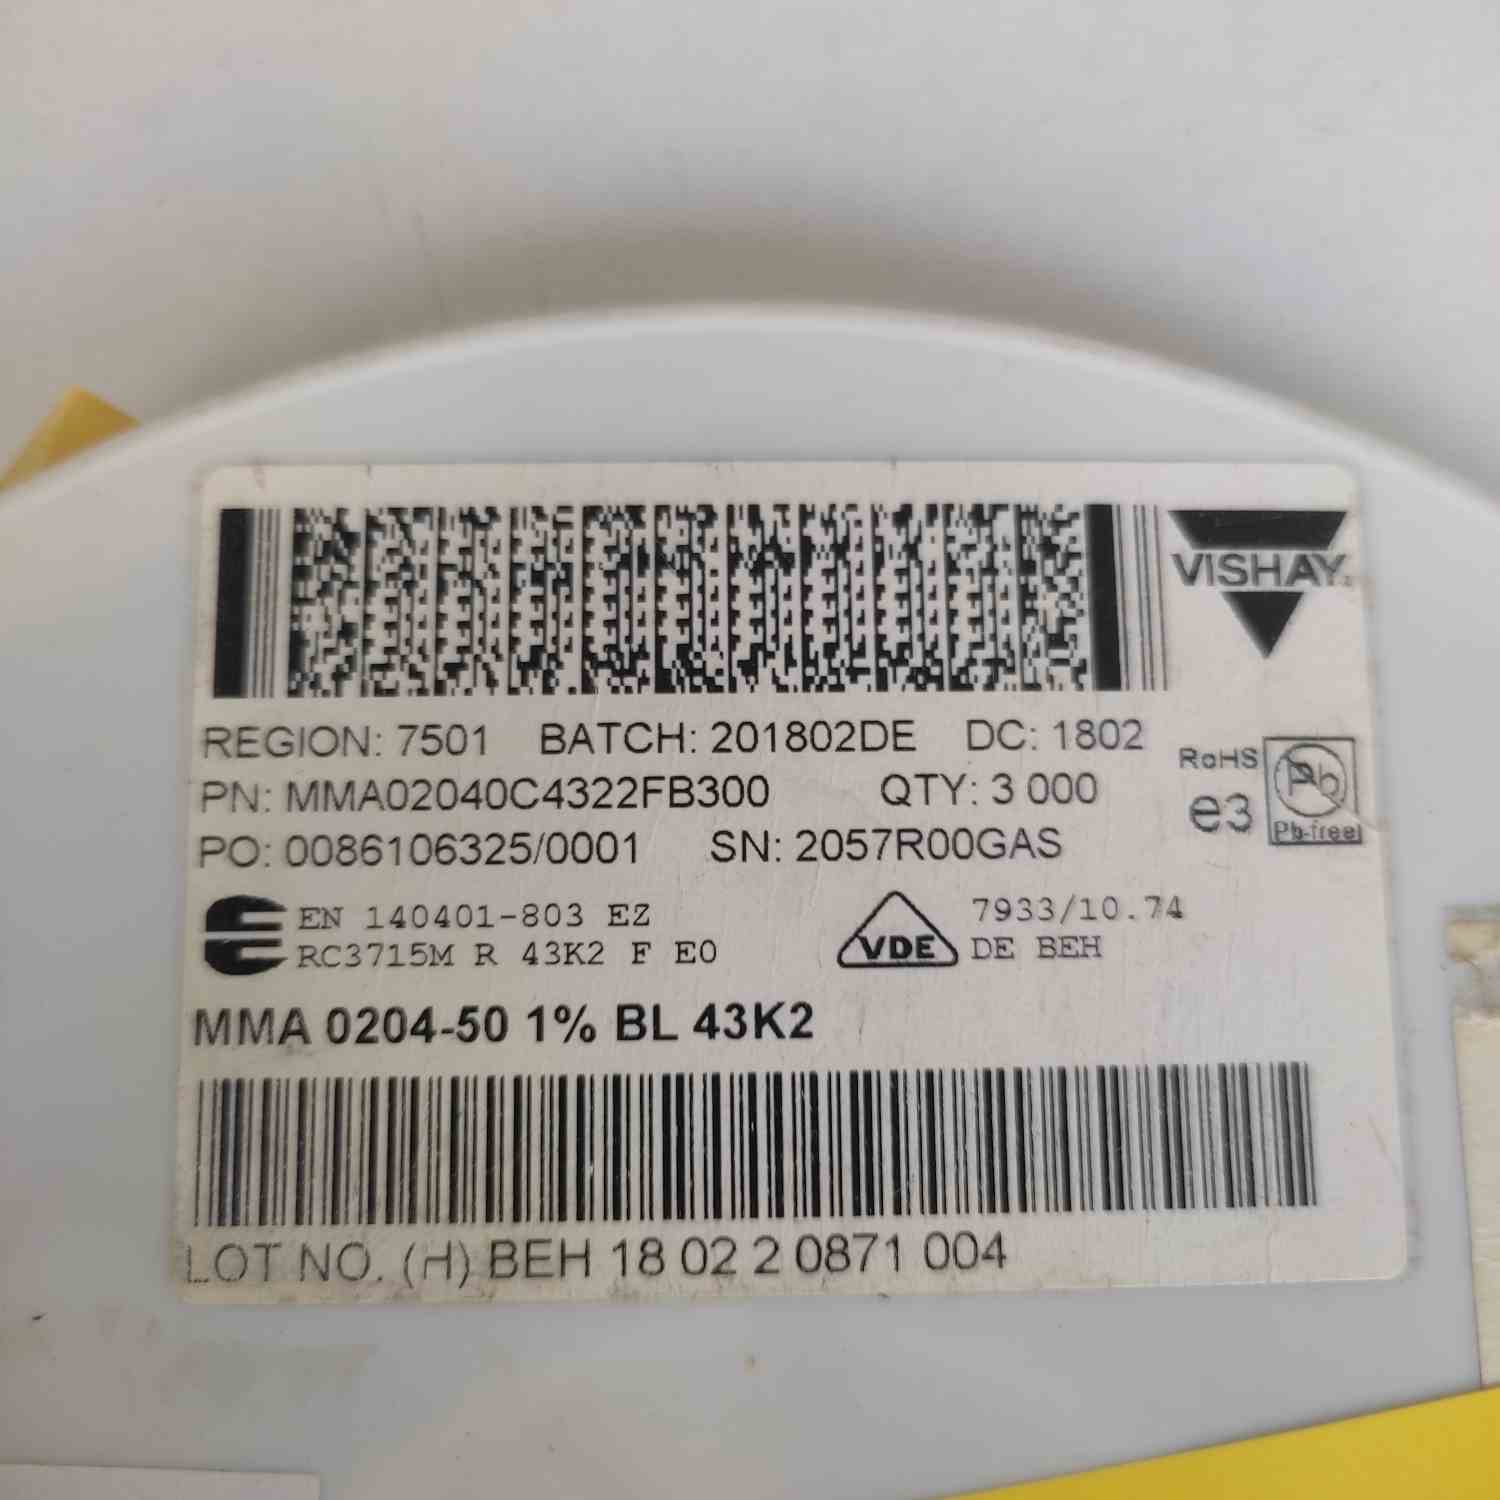 VISHAY
REGION: 7501 BATCH: 201802DE DC: 1802
PN: MMA02040C4322FB300 QTY: 3 000
PO: 0086106325/0001 SN: 2057R00GAS
RoHS
e3
Pb
Pb-free
EN 140401-803 EZ
RC3715M R 43K2 F E0
VDE
7933/10.74
DE BEH
MMA 0204-50 1% BL 43K2
LOT NO. (H) BEH 18 02 2 0871 004